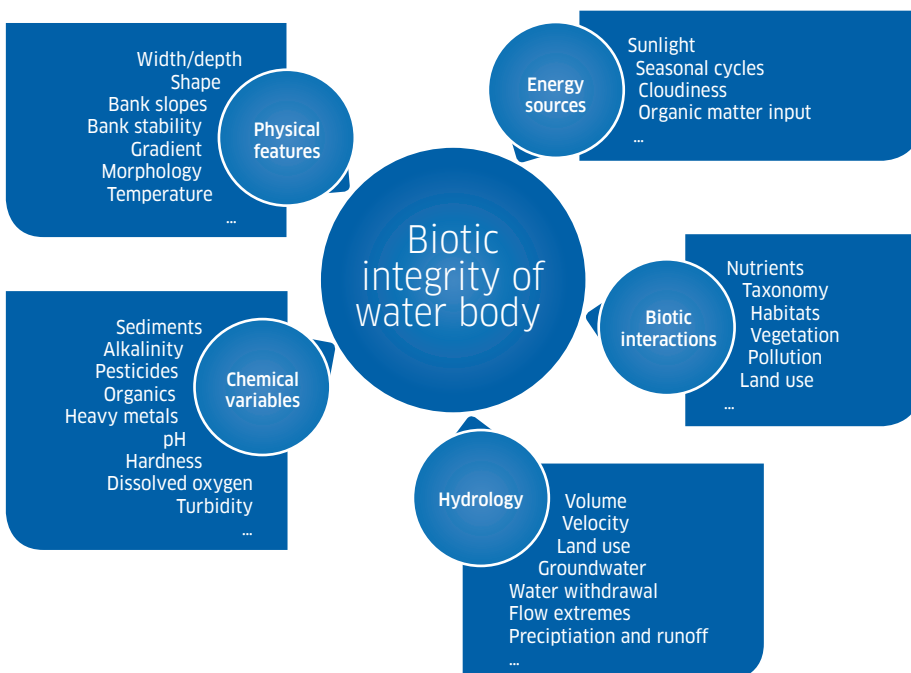 Width/depth
Shape
Bank slopes
Bank stability
Gradient
Morphology
Temperature
...
Physical
features
Energy
sources
Sunlight
Seasonal cycles
Cloudiness
Organic matter input
...
Biotic
integrity of
water body
Sediments
Alkalinity
Pesticides
Organics
Heavy metals
pH
Hardness
Dissolved oxygen
Turbidity
...
Chemical
variables
Biotic
interactions
Nutrients
Taxonomy
Habitats
Vegetation
Pollution
Land use
...
Hydrology
Volume
Velocity
Land use
Groundwater
Water withdrawal
Flow extremes
Preciptiation and runoff
...